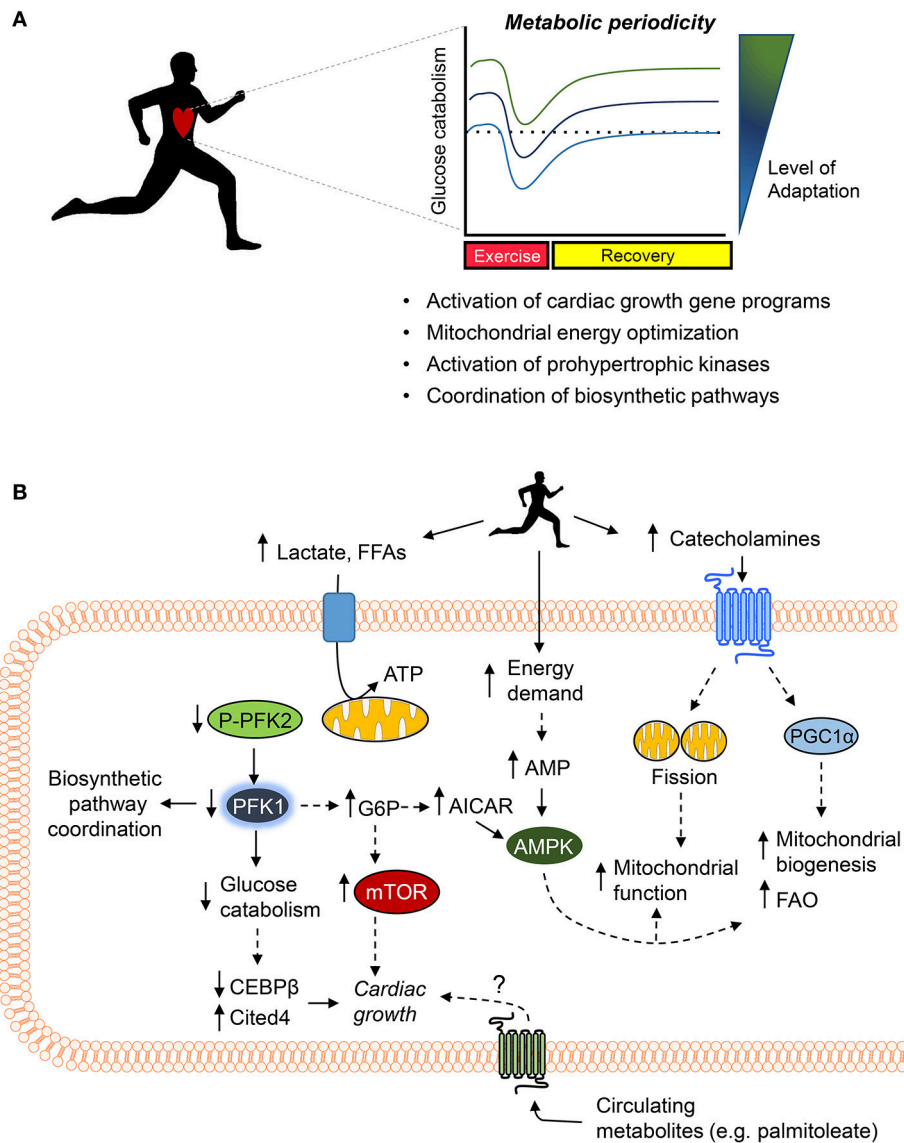 A
Metabolic periodicity
Glucose catabolism
Level of
Adaptation
Exercise
Recovery
• Activation of cardiac growth gene programs
• Mitochondrial energy optimization
• Activation of prohypertrophic kinases
• Coordination of biosynthetic pathways
B
↑ Lactate, FFAs
↑ Catecholamines
ATP
↑ Energy
demand
↓ P-PFK2
PGC1α
Fission
↑ AMP
Biosynthetic
pathway
coordination
↓ PFK1
↑ G6P
↑ AICAR
AMPK
↑ Mitochondrial
biogenesis
↑ FAO
↑ Mitochondrial
function
↓ Glucose
catabolism
↑ mTOR
↓ CEBPβ
↑ Cited4
Cardiac
growth
?
Circulating
metabolites (e.g. palmitoleate)